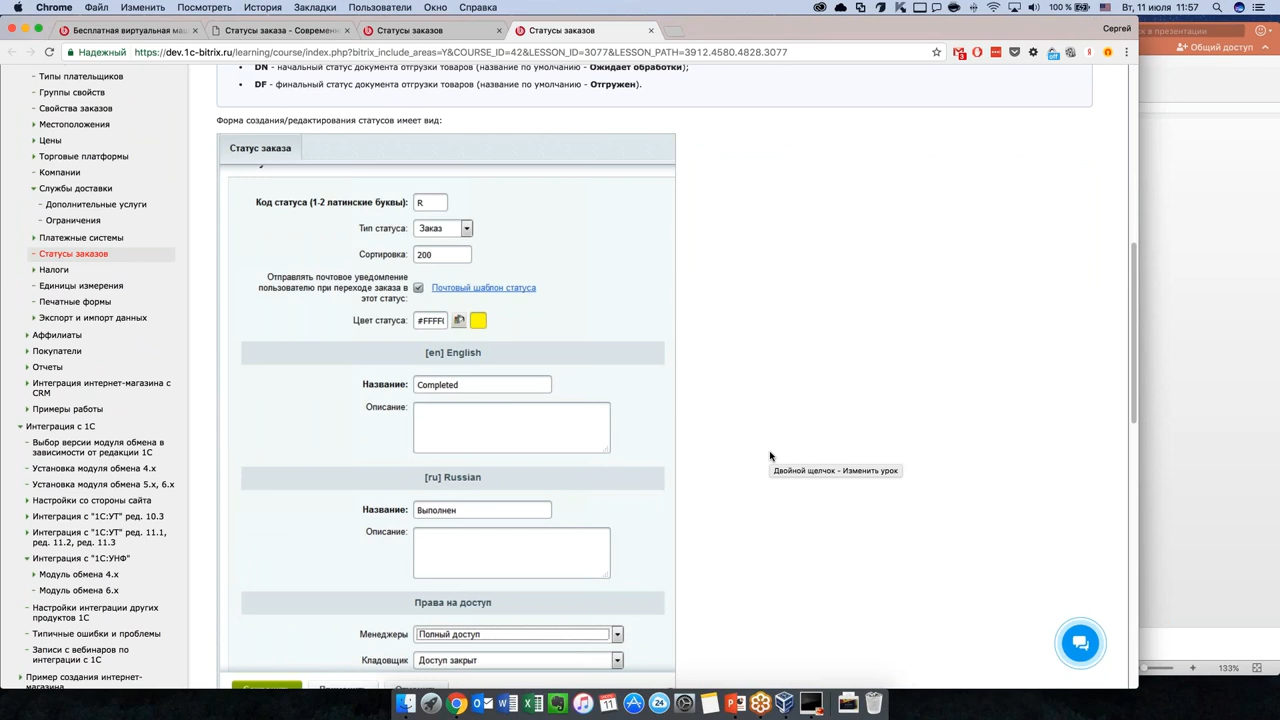 Chrome Файл Изменить Посмотреть История Закладки Пользователи Окно Справка
100 % Вт, 11 июля 11:57
Бесплатная виртуальная маш
Статусы заказа – Современн
Статусы заказов
Статусы заказов
Сергей
Надежный https://dev.1c-bitrix.ru/learning/course/index.php?bitrix_include_areas=Y&COURSE_ID=42&LESSON_ID=3077&LESSON_PATH=3912.4580.4828.3077
к в презентации
Общий доступ
Типы плательщиков
Группы свойств
Свойства заказов
Местоположения
Цены
Торговые платформы
Компании
Службы доставки
Дополнительные услуги
Ограничения
Платежные системы
Статусы заказов
Налоги
Единицы измерения
Печатные формы
Экспорт и импорт данных
Аффилиаты
Покупатели
Отчеты
Интеграция интернет-магазина с
CRM
Примеры работы
Интеграция с 1С
Выбор версии модуля обмена в
зависимости от редакции 1С
Установка модуля обмена 4.x
Установка модуля обмена 5.x, 6.x
Настройки со стороны сайта
Интеграция с "1С:УТ" ред. 10.3
Интеграция с "1С:УТ" ред. 11.1,
ред. 11.2, ред. 11.3
Интеграция с "1С:УНФ"
Модуль обмена 4.x
Модуль обмена 6.x
Настройки интеграции других
продуктов 1С
Типичные ошибки и проблемы
Записи с вебинаров по
интеграции с 1С
Пример создания интернет-
магазина
DN - начальный статус документа отгрузки товаров (название по умолчанию - Ожидает обработки);
DF - финальный статус документа отгрузки товаров (название по умолчанию - Отгружен).
Форма создания/редактирования статусов имеет вид:
Статус заказа
Код статуса (1-2 латинские буквы): R
Тип статуса: Заказ
Сортировка: 200
Отправлять почтовое уведомление
пользователю при переходе заказа в
этот статус:
Почтовый шаблон статуса
Цвет статуса: #FFF
[en] English
Название: Completed
Описание:
[ru] Russian
Название: Выполнен
Описание:
Права на доступ
Менеджеры Полный доступ
Кладовщик Доступ закрыт
Двойной щелчок - Изменить урок
133%